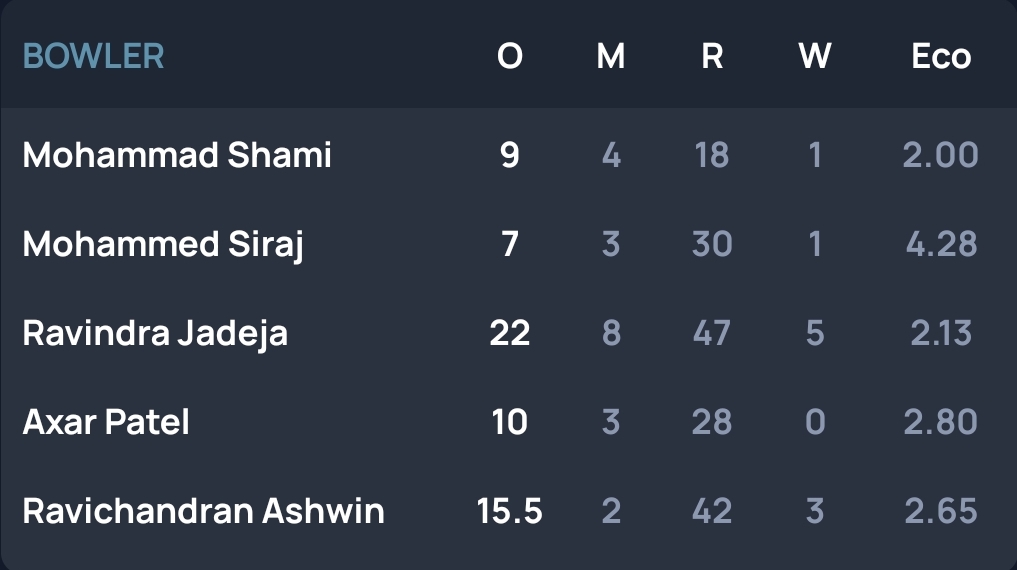 BOWLER O M R W Eco
Mohammad Shami 9 4 18 1 2.00
Mohammed Siraj 7 3 30 1 4.28
Ravindra Jadeja 22 8 47 5 2.13
Axar Patel 10 3 28 0 2.80
Ravichandran Ashwin 15.5 2 42 3 2.65